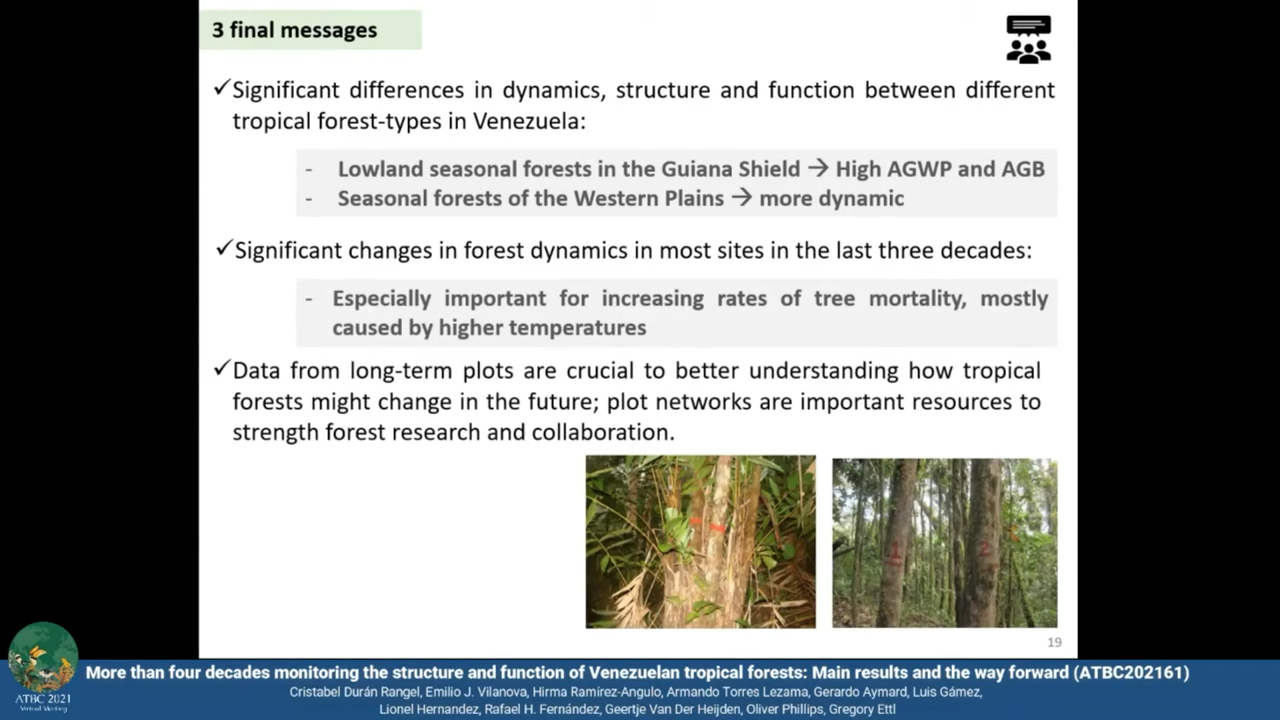 3 final messages
✓Significant differences in dynamics, structure and function between different
tropical forest-types in Venezuela:
- Lowland seasonal forests in the Guiana Shield → High AGWP and AGB
- Seasonal forests of the Western Plains → more dynamic
✓Significant changes in forest dynamics in most sites in the last three decades:
- Especially important for increasing rates of tree mortality, mostly
caused by higher temperatures
✓Data from long-term plots are crucial to better understanding how tropical
forests might change in the future; plot networks are important resources to
strength forest research and collaboration.
1
2
19
ATBC 2021
Virtual Meeting
More than four decades monitoring the structure and function of Venezuelan tropical forests: Main results and the way forward (ATBC202161)
Cristabel Durán Rangel, Emilio J. Vilanova, Hirma Ramírez-Angulo, Armando Torres Lezama, Gerardo Aymard, Luis Gámez,
Lionel Hernandez, Rafael H. Fernández, Geertje Van Der Heijden, Oliver Phillips, Gregory Ettl